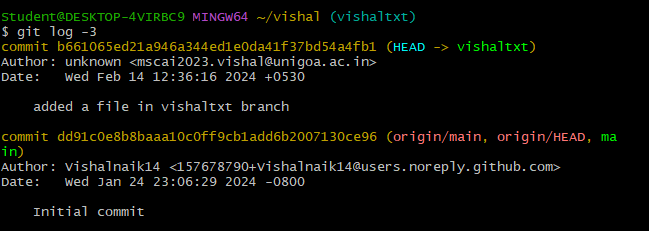 Student@DESKTOP-4VIRBC9 MINGW64 ~/vishal (vishaltxt)
$ git log -3
commit b661065ed21a946a344ed1e0da41f37bd54a4fb1 (HEAD -> vishaltxt)
Author: unknown <mscai2023.vishal@unigoa.ac.in>
Date:   Wed Feb 14 12:36:16 2024 +0530
    added a file in vishaltxt branch
commit dd91c0e8b8baaa10c0ff9cb1add6b2007130ce96 (origin/main, origin/HEAD, ma
in)
Author: Vishalnaik14 <157678790+Vishalnaik14@users.noreply.github.com>
Date:   Wed Jan 24 23:06:29 2024 -0800
    Initial commit